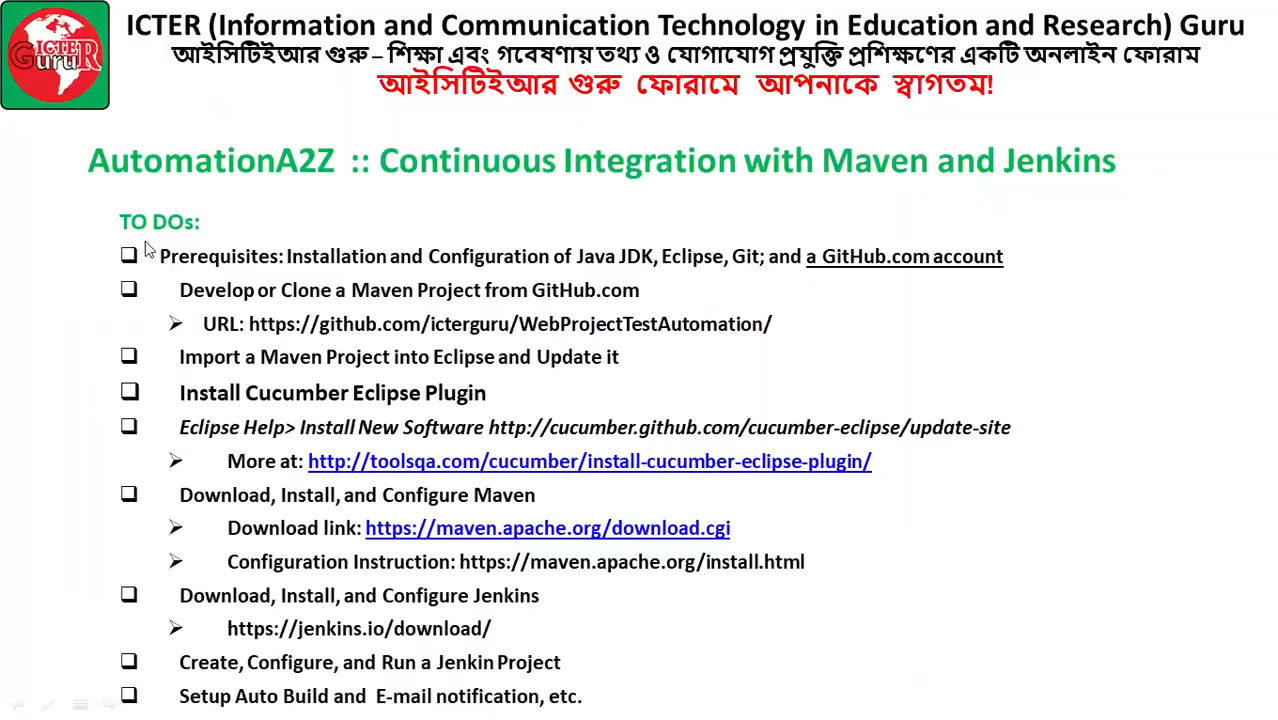 ICTER (Information and Communication Technology in Education and Research) Guru
আইসিটিইআর গুরু – শিক্ষা এবং গবেষণায় তথ্য ও যোগাযোগ প্রযুক্তি প্রশিক্ষণের একটি অনলাইন ফোরাম
আইসিটিইআর গুরু ফোরামে আপনাকে স্বাগতম!
ICTER
GuruR
AutomationA2Z :: Continuous Integration with Maven and Jenkins
TO DOs:
Prerequisites: Installation and Configuration of Java JDK, Eclipse, Git; and a GitHub.com account
Develop or Clone a Maven Project from GitHub.com
URL: https://github.com/icterguru/WebProjectTestAutomation/
Import a Maven Project into Eclipse and Update it
Install Cucumber Eclipse Plugin
Eclipse Help> Install New Software http://cucumber.github.com/cucumber-eclipse/update-site
More at: http://toolsqa.com/cucumber/install-cucumber-eclipse-plugin/
Download, Install, and Configure Maven
Download link: https://maven.apache.org/download.cgi
Configuration Instruction: https://maven.apache.org/install.html
Download, Install, and Configure Jenkins
https://jenkins.io/download/
Create, Configure, and Run a Jenkin Project
Setup Auto Build and E-mail notification, etc.